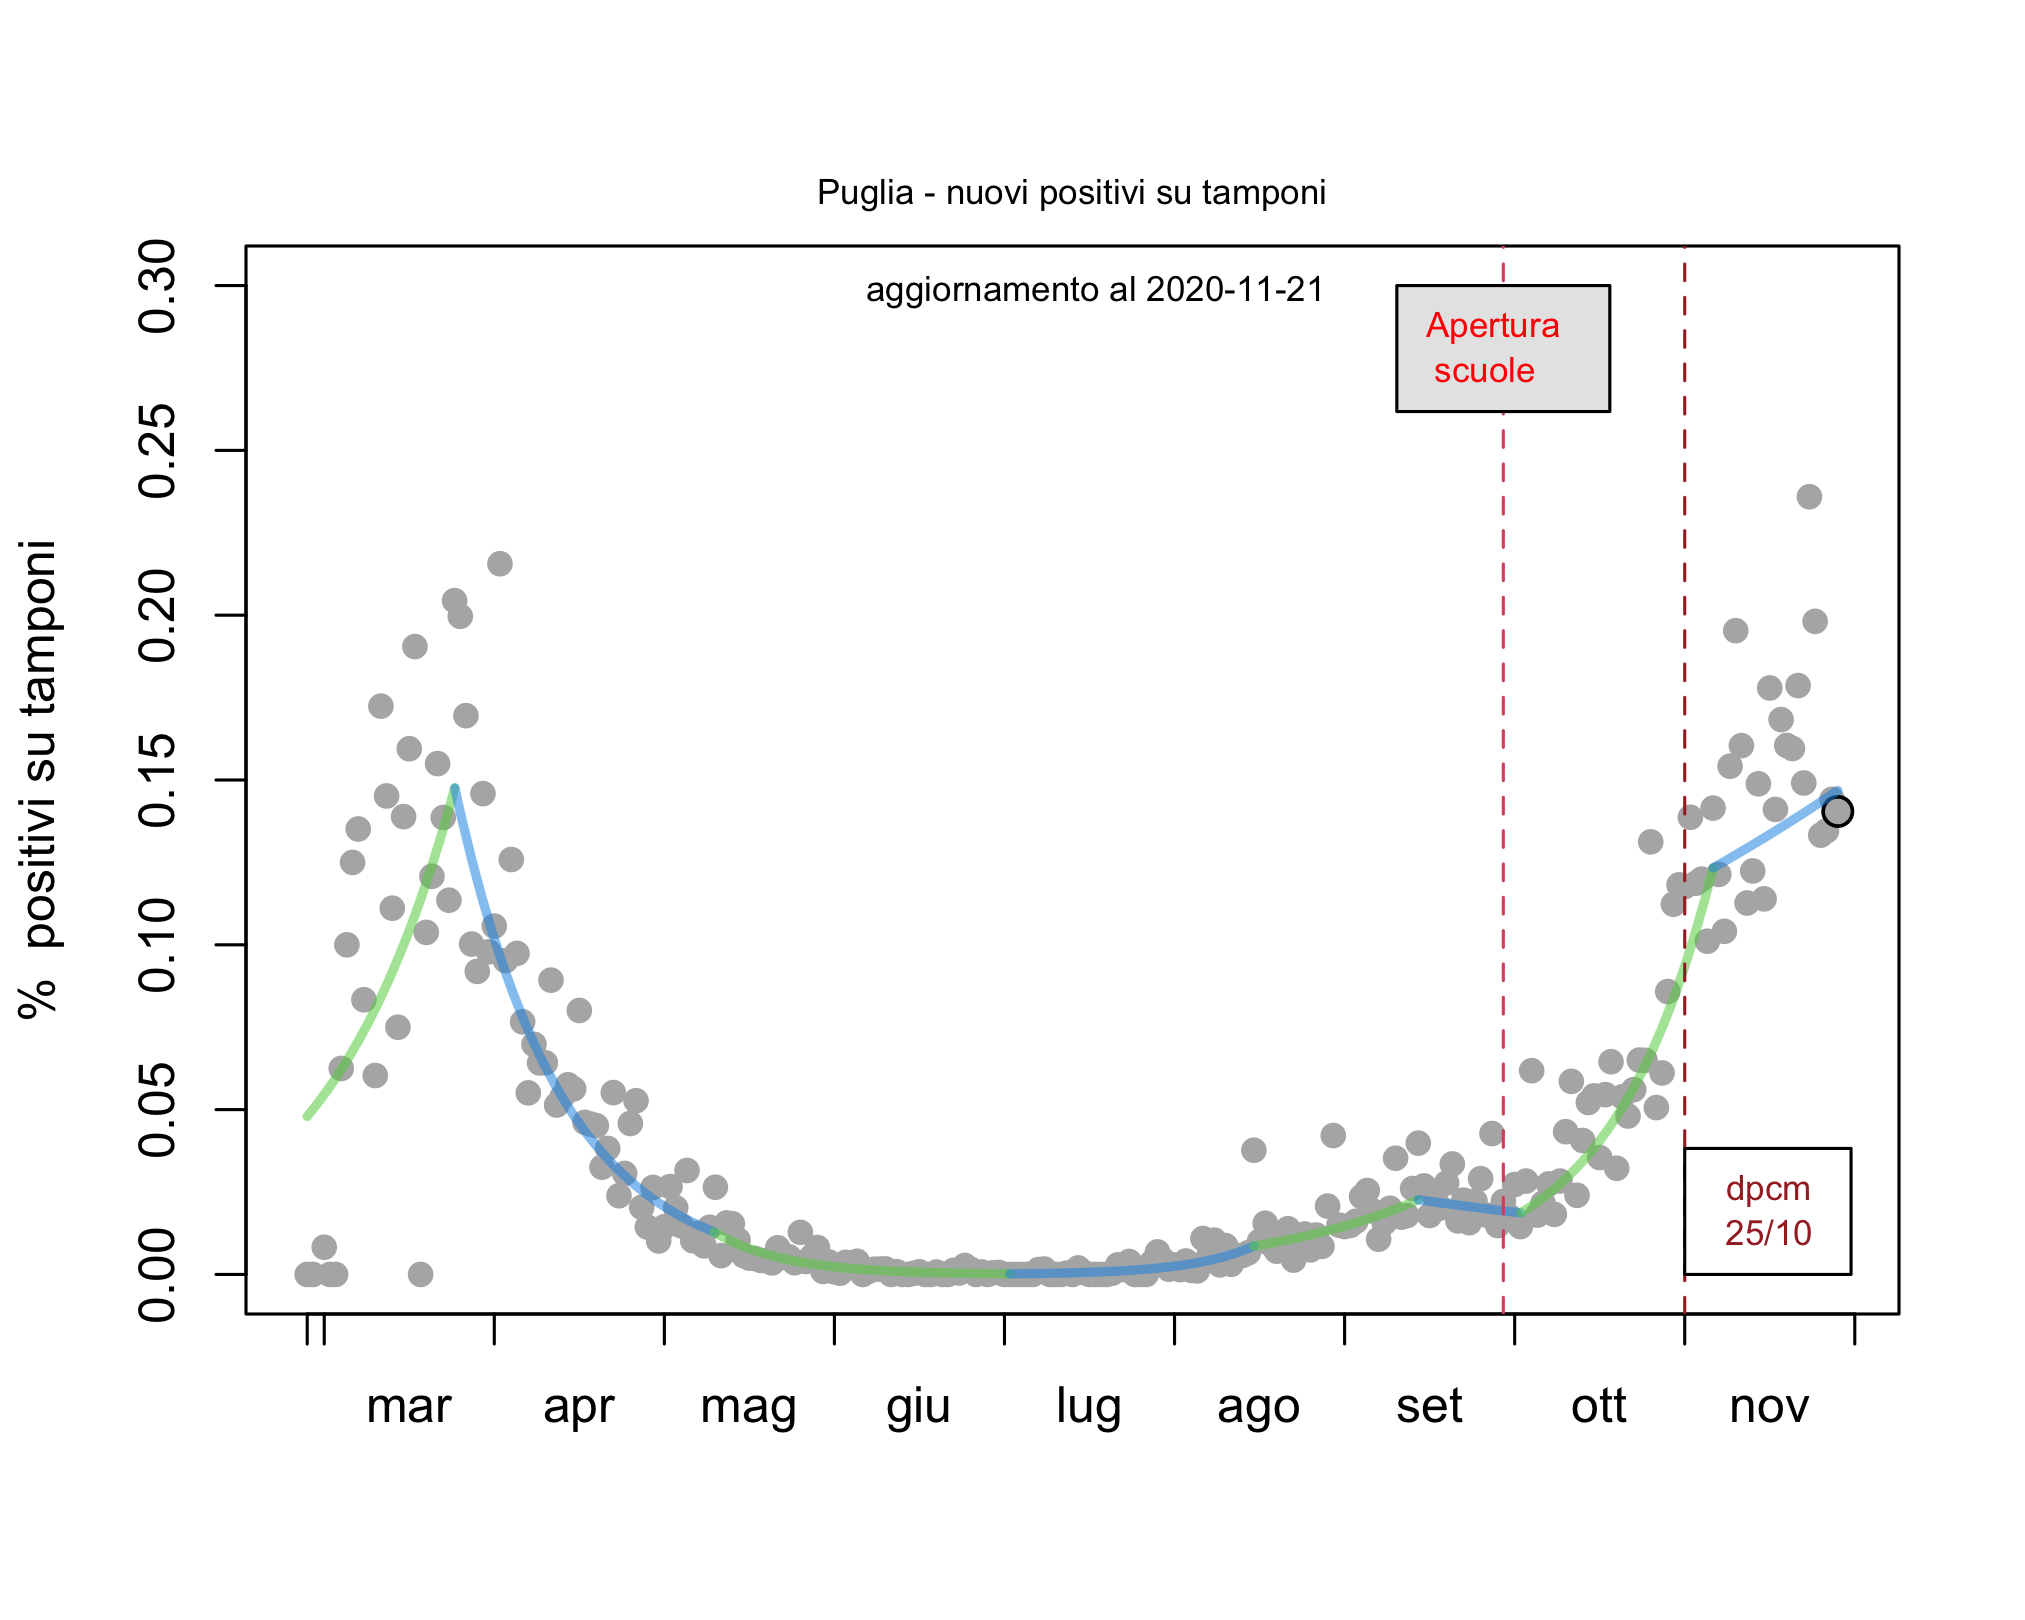 Puglia - nuovi positivi su tamponi
aggiornamento al 2020-11-21
Apertura
scuole
% positivi su tamponi
0.30
0.25
0.20
0.15
0.10
0.05
0.00
dpcm
25/10
mar apr mag giu lug ago set ott nov